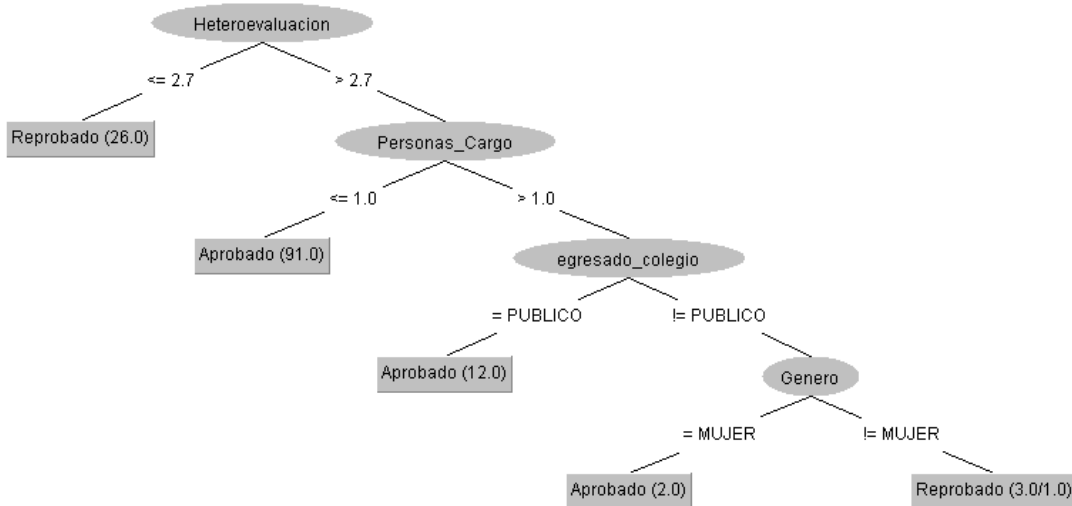 Heteroevaluacion
<= 2.7
> 2.7
Reprobado (26.0)
Personas_Cargo
<= 1.0
> 1.0
Aprobado (91.0)
egresado_colegio
= PUBLICO
!= PUBLICO
Aprobado (12.0)
Genero
= MUJER
!= MUJER
Aprobado (2.0)
Reprobado (3.0/1.0)